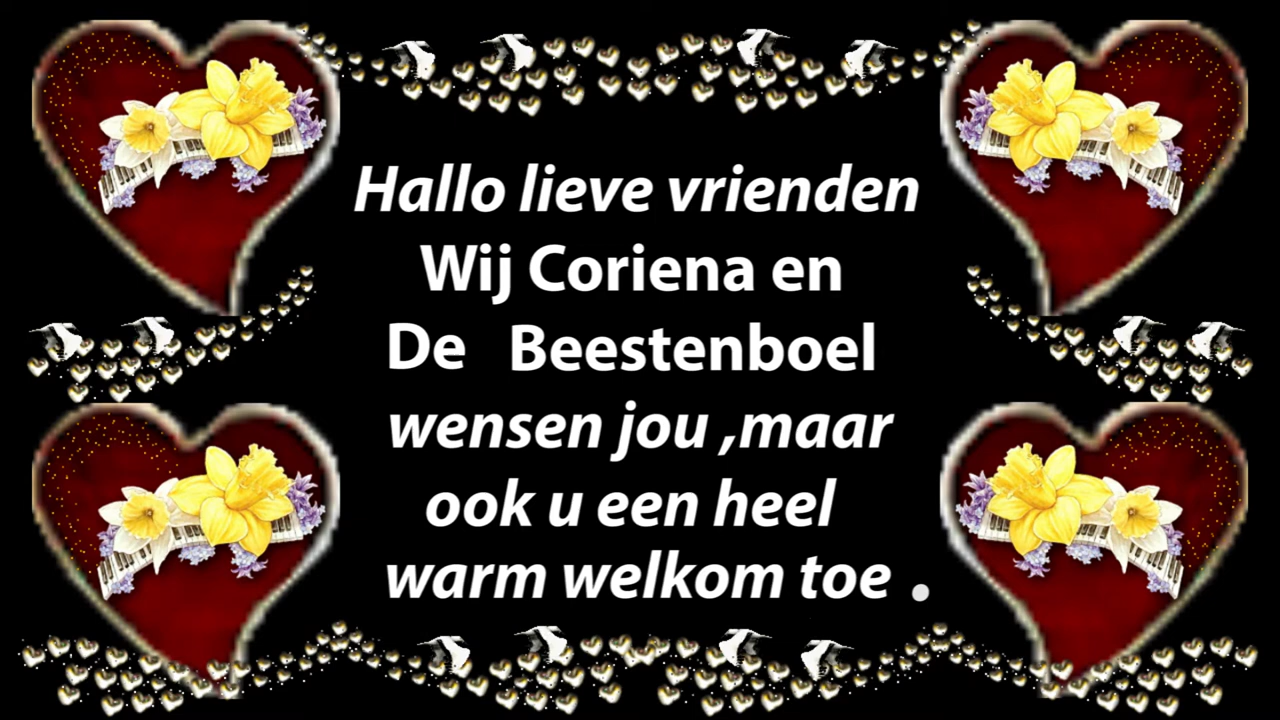 Hallo lieve vrienden
Wij Coriena en
De Beestenboel
wensen jou ,maar
ook u een heel
warm welkom toe .